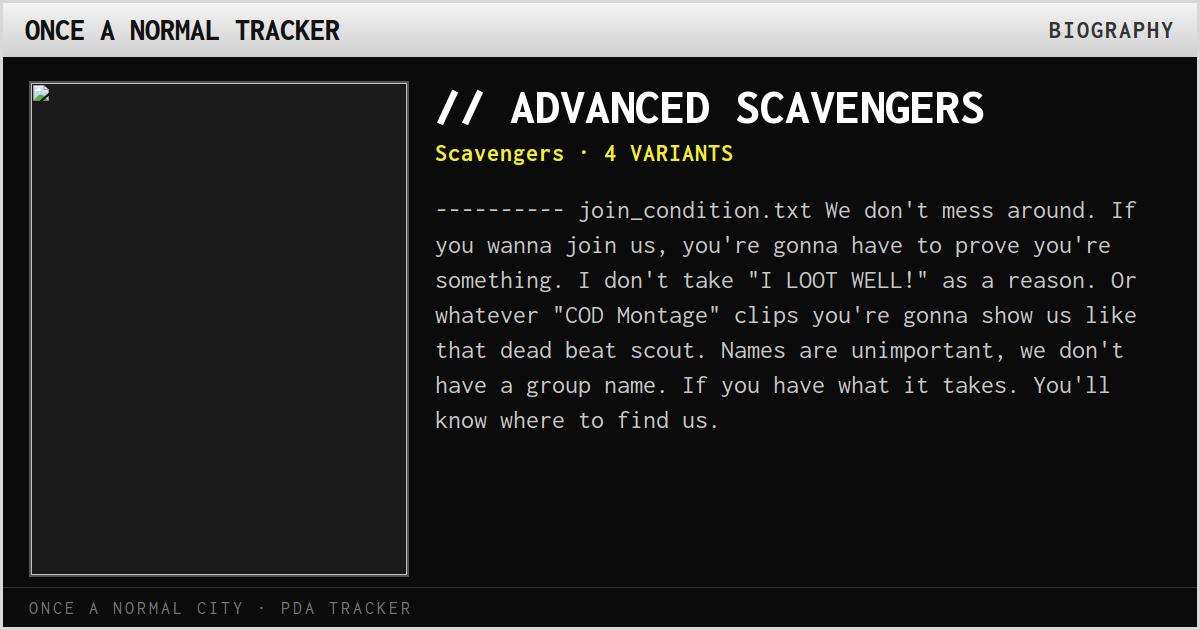 ONCE A NORMAL TRACKER
BIOGRAPHY
// ADVANCED SCAVENGERS
Scavengers · 4 VARIANTS
---------- join_condition.txt We don't mess around. If
you wanna join us, you're gonna have to prove you're
something. I don't take "I LOOT WELL!" as a reason. Or
whatever "COD Montage" clips you're gonna show us like
that dead beat scout. Names are unimportant, we don't
have a group name. If you have what it takes. You'll
know where to find us.
ONCE A NORMAL CITY · PDA TRACKER